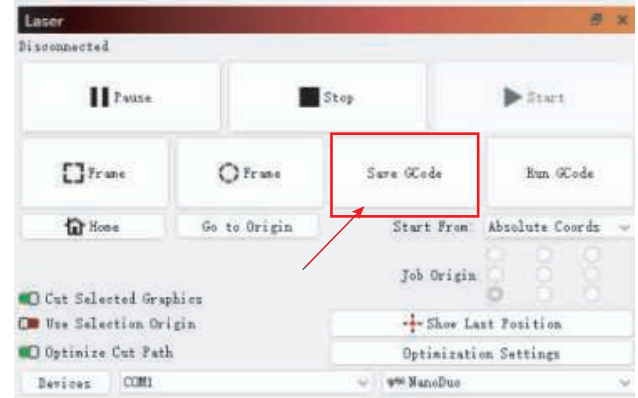 Laser
Disconnected
Pause Stop Start
Frame Frame Save GCode Run GCode
Home Go to Origin Start From: Absolute Coords
Job Origin
Cut Selected Graphics
Use Selection Origin Show Last Position
Optimize Cut Path Optimization Settings
Devices COM1 NanoDuo